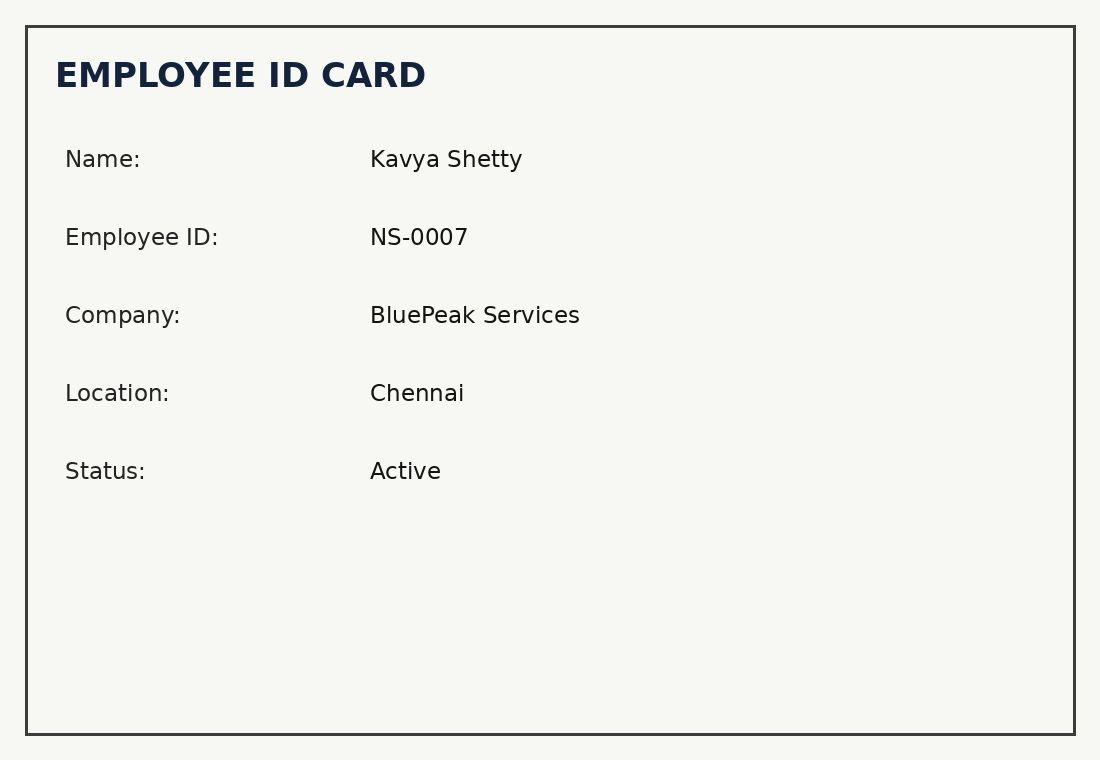 EMPLOYEE ID CARD
Name: Kavya Shetty
Employee ID: NS-0007
Company: BluePeak Services
Location: Chennai
Status: Active